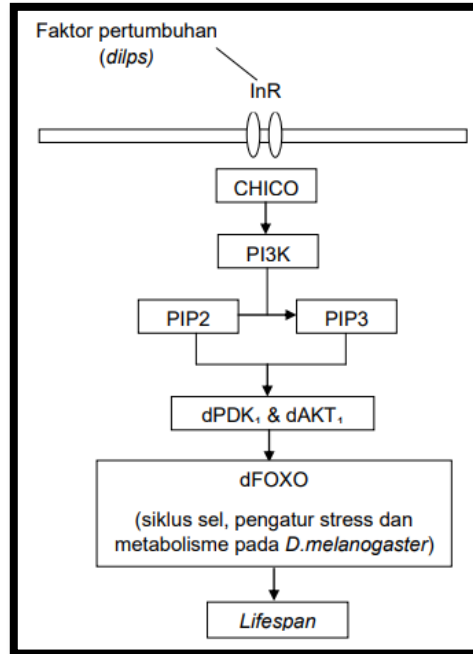 Faktor pertumbuhan
(dilps)
InR
CHICO
PI3K
PIP2
PIP3
dPDK₁ & dAKT₁
dFOXO
(siklus sel, pengatur stress dan
metabolisme pada D.melanogaster)
Lifespan